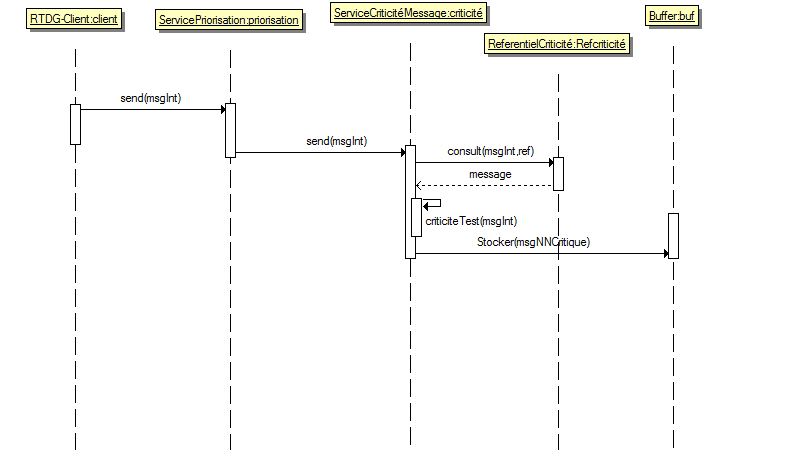 RTDG-Client:client
ServicePriorisation:priorisation
ServiceCriticitéMessage:criticité
ReferentielCriticité:Refcriticité
Buffer:buf
send(msgInt)
send(msgInt)
consult(msgInt,ref)
message
criticiteTest(msgInt)
Stocker(msgNNCritique)